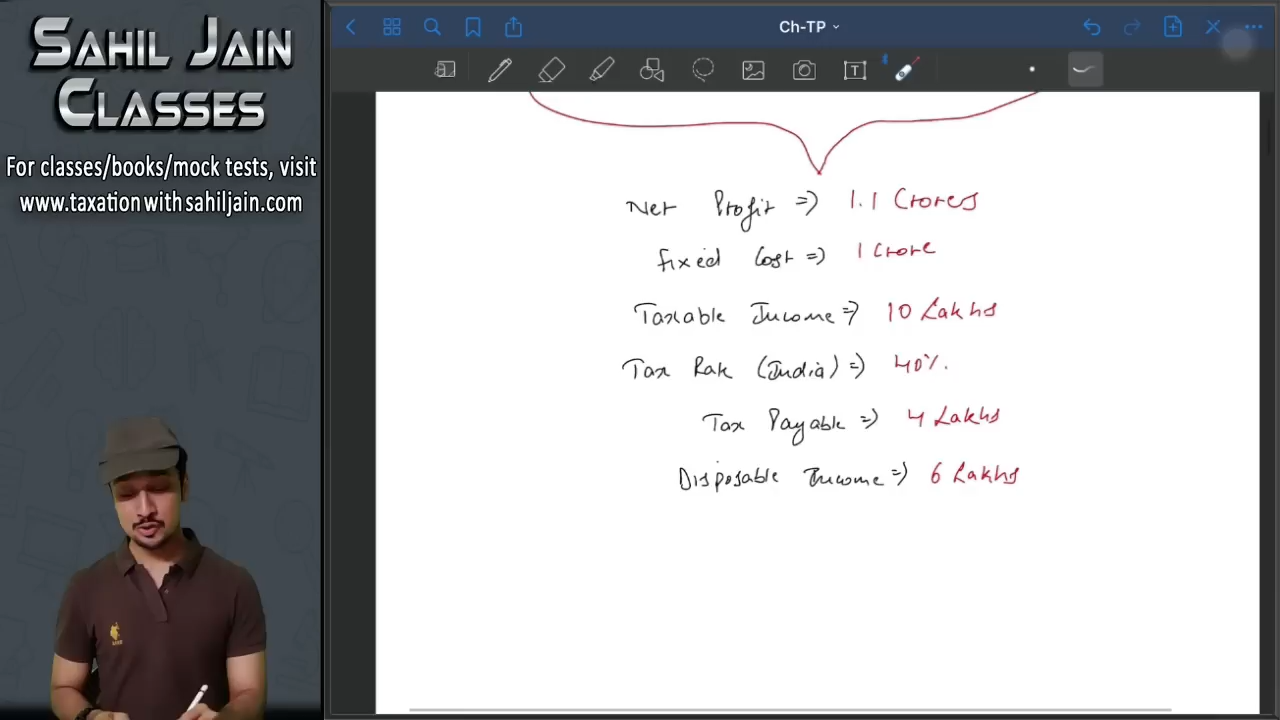 SAHIL JAIN
CLASSES
For classes/books/mock tests, visit
www.taxationwithsahiljain.com
Ch-TP
Net Profit => 1.1 Crores
Fixed Cost => 1 Crore
Taxable Income => 10 Lakhs
Tax Rate (India) => 40%
Tax Payable => 4 Lakhs
Disposable Income => 6 Lakhs